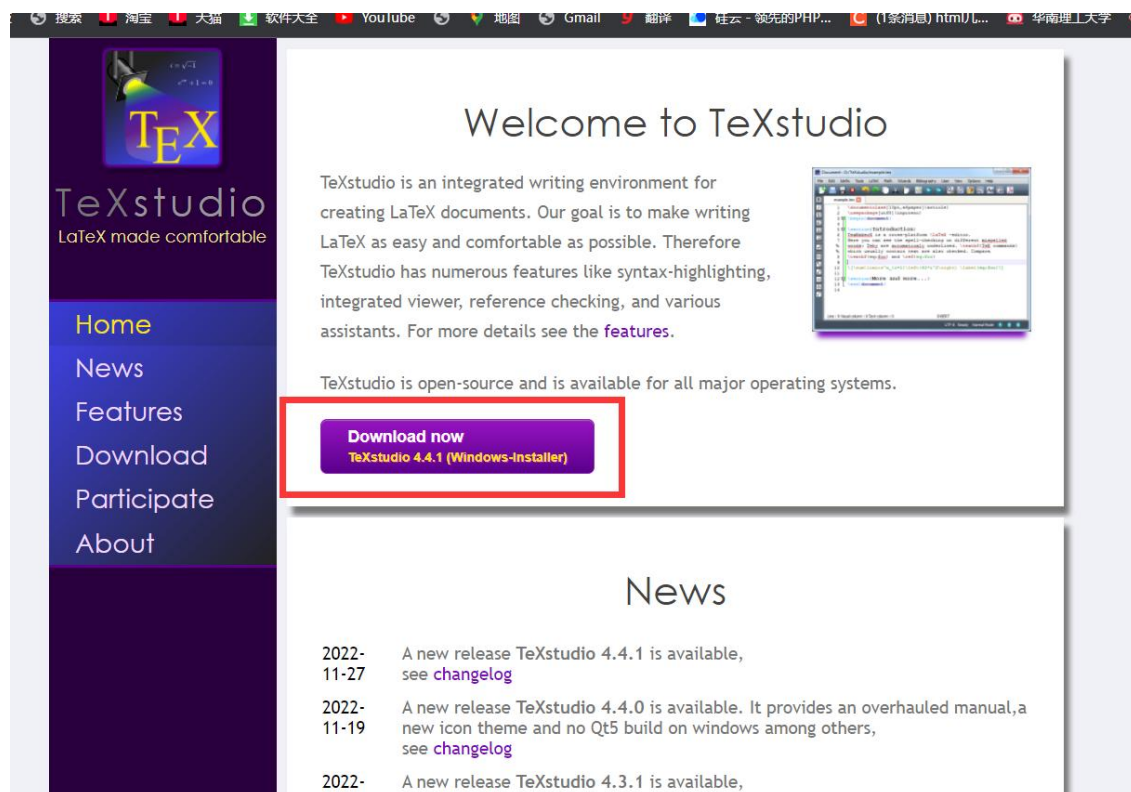 搜索 淘宝 天猫 软件大全 YouTube 地图 Gmail 翻译 硅云 - 领先的PHP... (1条消息) html几... 华南理工大学
TEX
TeXstudio
LaTeX made comfortable
Home
News
Features
Download
Participate
About
Welcome to TeXstudio
TeXstudio is an integrated writing environment for
creating LaTeX documents. Our goal is to make writing
LaTeX as easy and comfortable as possible. Therefore
TeXstudio has numerous features like syntax-highlighting,
integrated viewer, reference checking, and various
assistants. For more details see the features.
TeXstudio is open-source and is available for all major operating systems.
Download now
TeXstudio 4.4.1 (Windows-Installer)
News
2022-
11-27
A new release TeXstudio 4.4.1 is available,
see changelog
2022-
11-19
A new release TeXstudio 4.4.0 is available. It provides an overhauled manual,a
new icon theme and no Qt5 build on windows among others,
see changelog
2022-
A new release TeXstudio 4.3.1 is available,